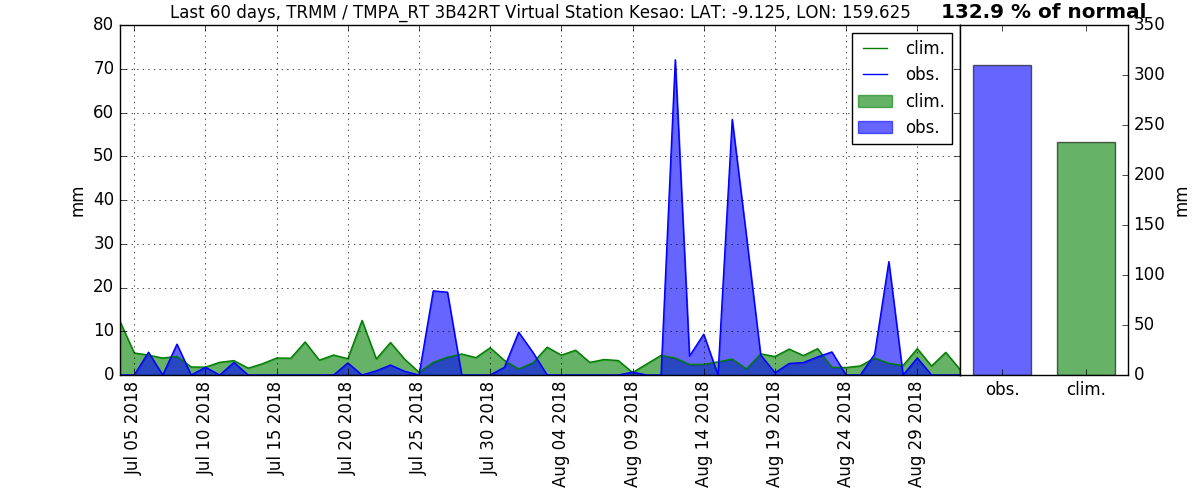 Last 60 days, TRMM / TMPA_RT 3B42RT Virtual Station Kesao: LAT: -9.125, LON: 159.625
132.9 % of normal
80
70
60
50
40
30
20
10
0
mm
clim.
obs.
clim.
obs.
Jul 05 2018
Jul 10 2018
Jul 15 2018
Jul 20 2018
Jul 25 2018
Jul 30 2018
Aug 04 2018
Aug 09 2018
Aug 14 2018
Aug 19 2018
Aug 24 2018
Aug 29 2018
350
300
250
200
150
100
50
0
mm
obs.
clim.